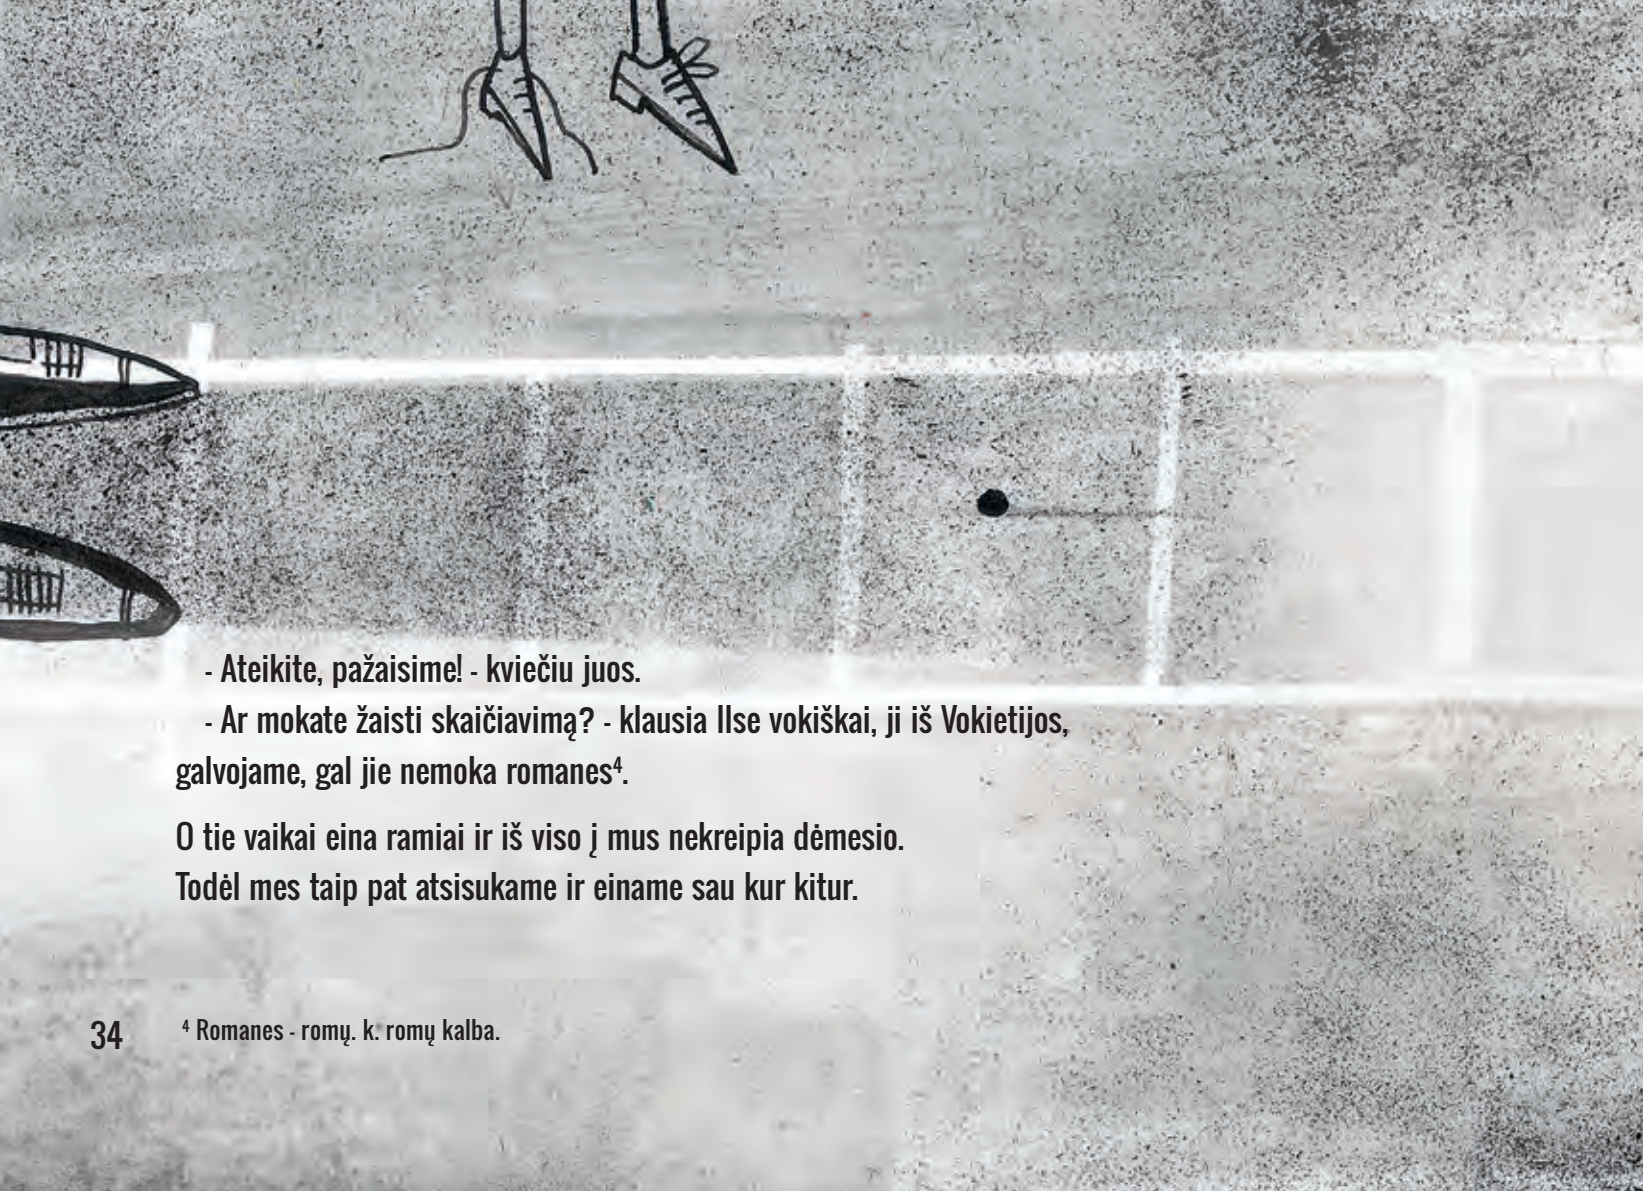 - Ateikite, pažaisime! - kviečiu juos.
- Ar mokate žaisti skaičiavimą? - klausia Ilse vokiškai, ji iš Vokietijos,
galvojame, gal jie nemoka romanes⁴.
O tie vaikai eina ramiai ir iš viso į mus nekreipia dėmesio.
Todėl mes taip pat atsisukame ir einame sau kur kitur.
34
⁴ Romanes - romų. k. romų kalba.